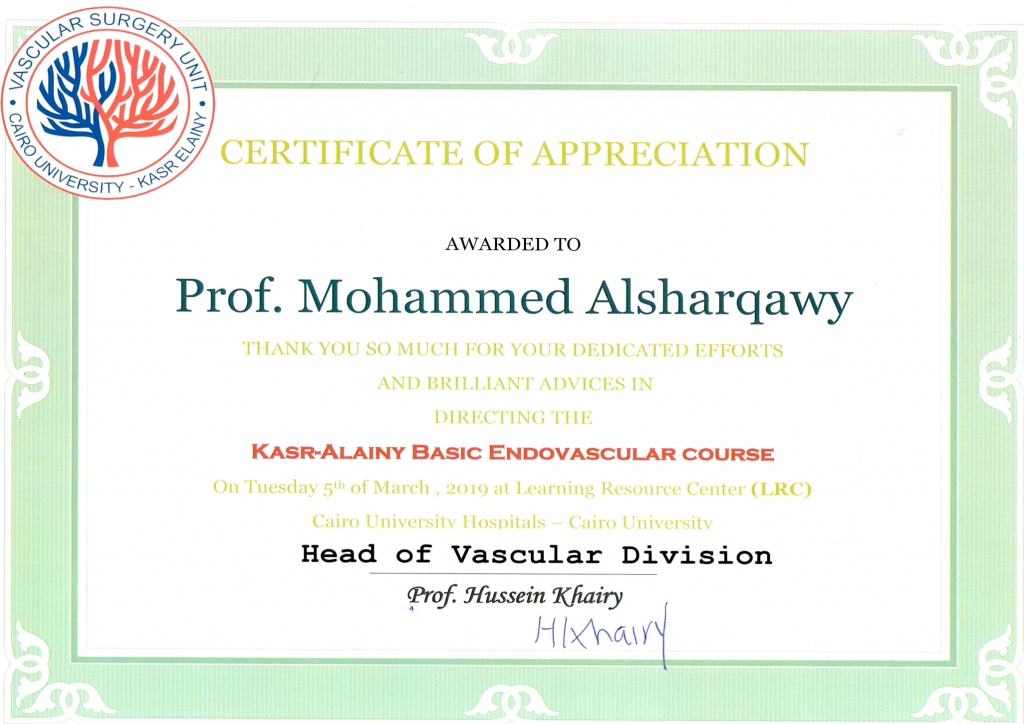 VASCULAR SURGERY UNIT
CAIRO UNIVERSITY - KASR ELAINY
CERTIFICATE OF APPRECIATION
AWARDED TO
Prof. Mohammed Alsharqawy
THANK YOU SO MUCH FOR YOUR DEDICATED EFFORTS
AND BRILLIANT ADVICES IN
DIRECTING THE
KASR-ALAINY BASIC ENDOVASCULAR COURSE
On Tuesday 5th of March , 2019 at Learning Resource Center (LRC)
Cairo University Hospitals – Cairo University
Head of Vascular Division
Prof. Hussein Khairy
HKhairy